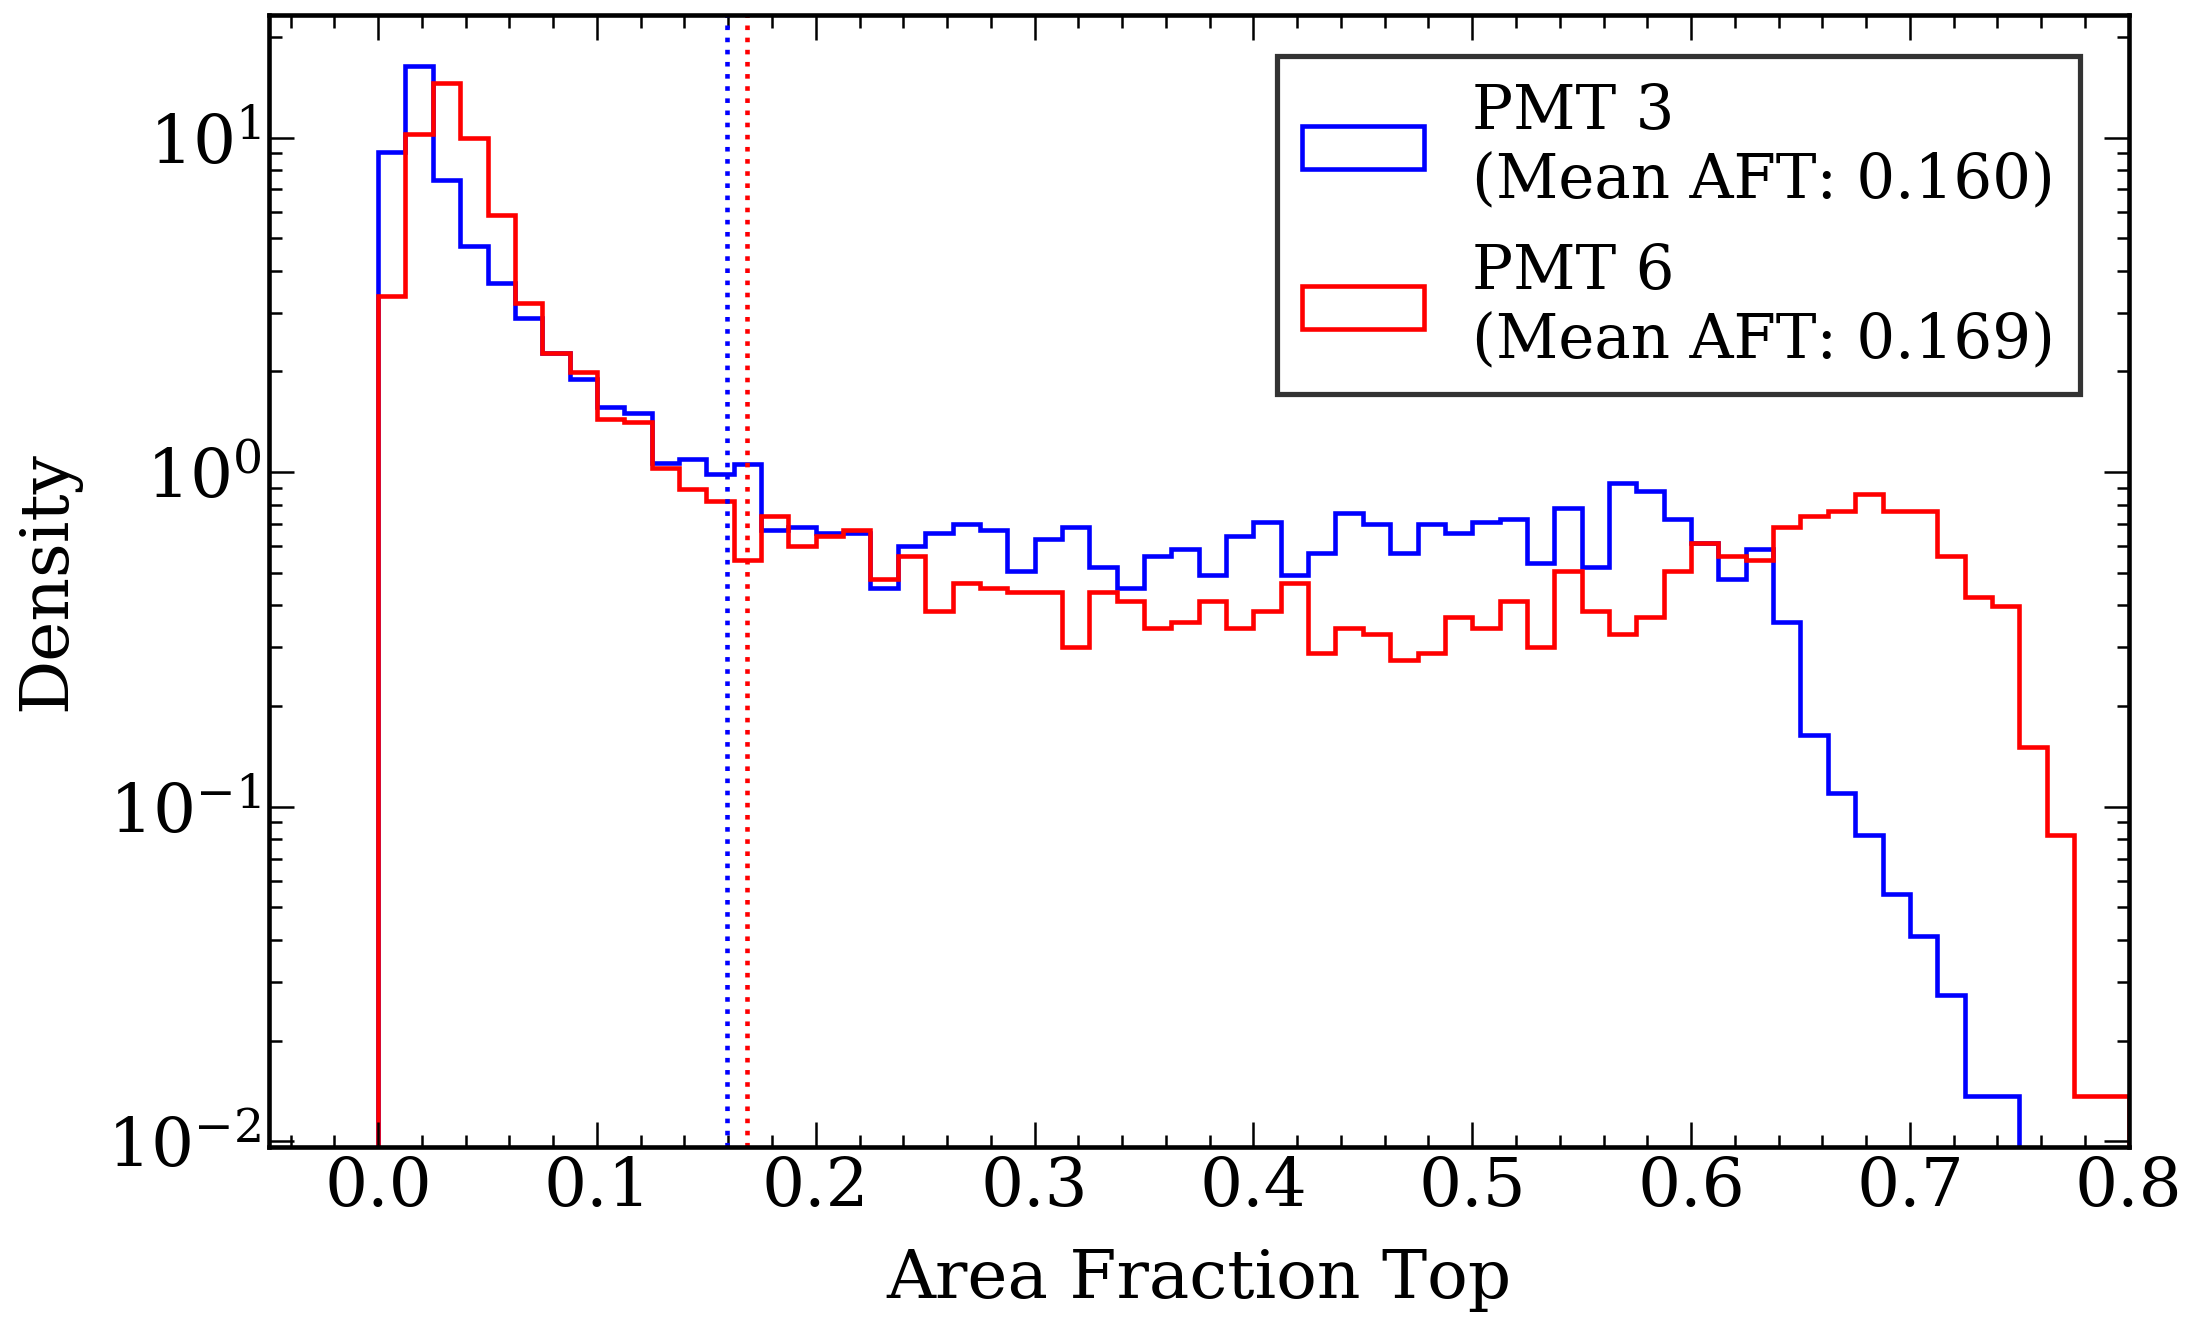 PMT 3
(Mean AFT: 0.160)
PMT 6
(Mean AFT: 0.169)
10¹
10⁰
10⁻¹
10⁻²
Density
0.0 0.1 0.2 0.3 0.4 0.5 0.6 0.7 0.8
Area Fraction Top